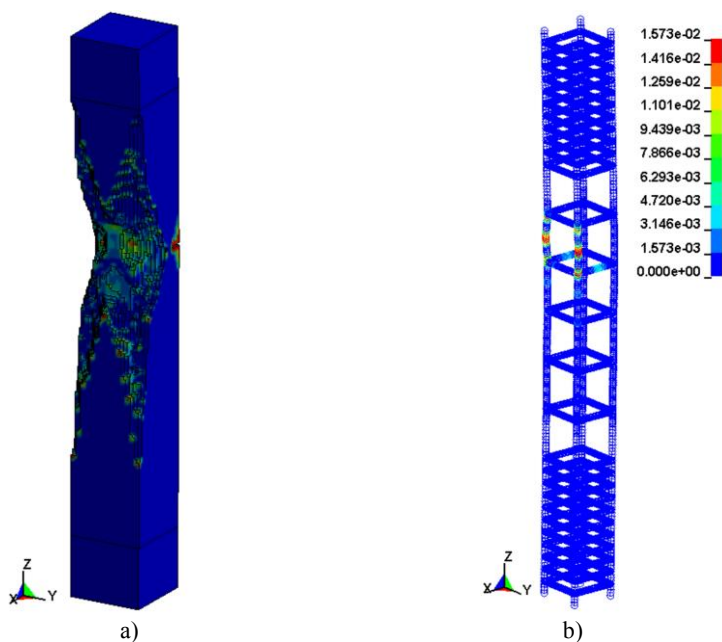 1.573e-02
1.416e-02
1.259e-02
1.101e-02
9.439e-03
7.866e-03
6.293e-03
4.720e-03
3.146e-03
1.573e-03
0.000e+00
Z
X
Y
Z
X
Y
a)
b)